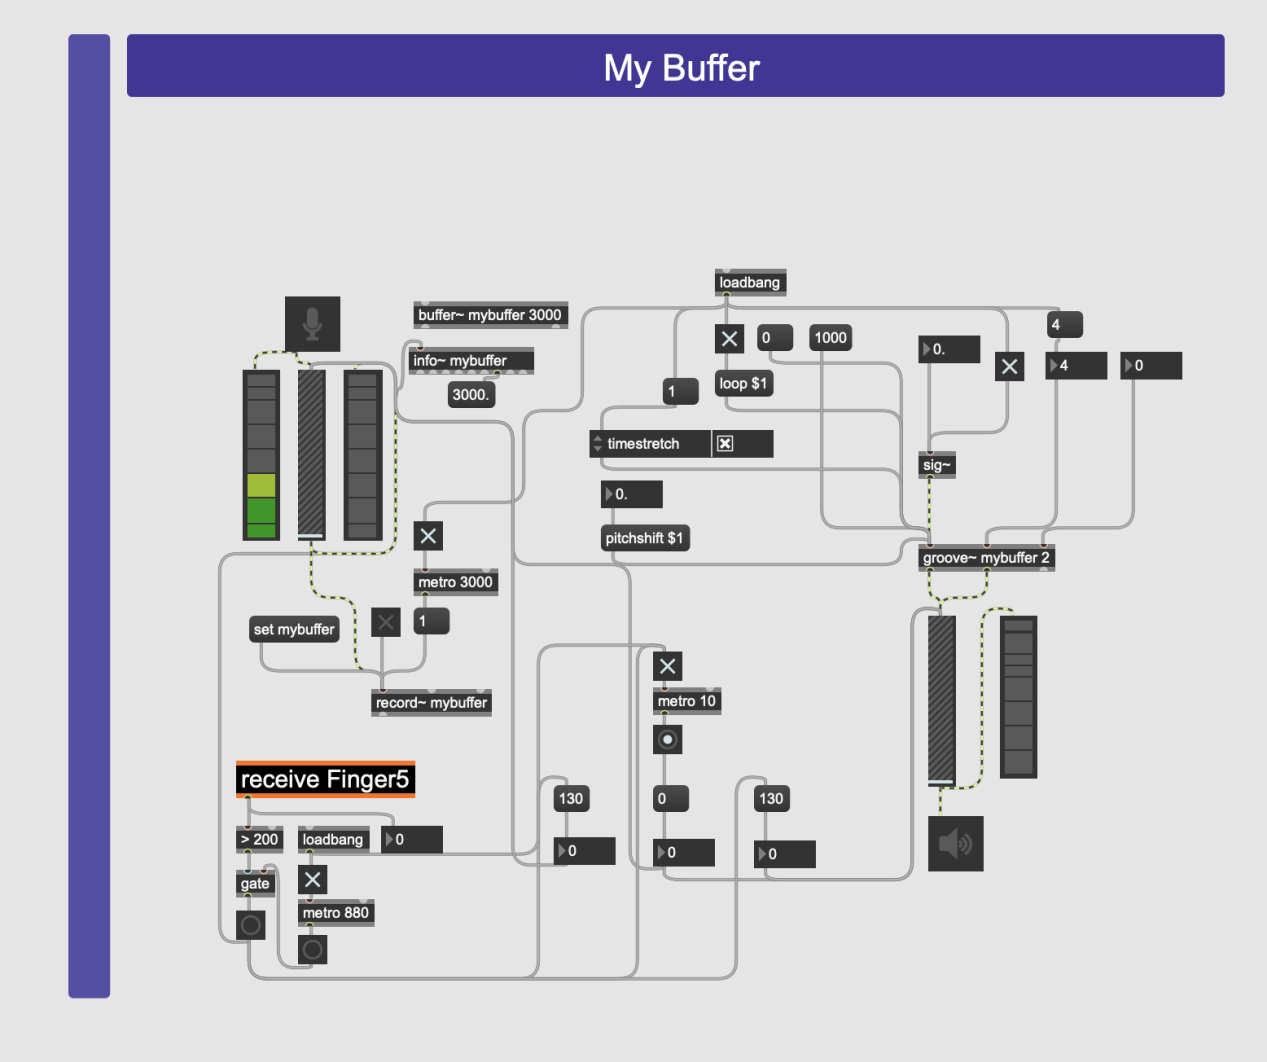 My Buffer
loadbang
buffer~ mybuffer 3000
4
0
1000
0.
info~ mybuffer
4
0
3000.
1
loop $1
timestretch
sig~
0.
pitchshift $1
groove~ mybuffer 2
metro 3000
set mybuffer
1
record~ mybuffer
metro 10
receive Finger5
130
0
130
> 200
loadbang
0
0
0
0
gate
metro 880